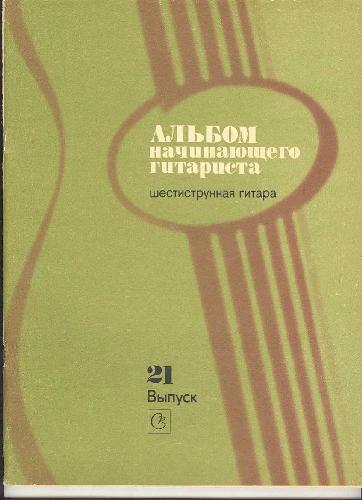 АЛЬБОМ
начинающего
гитариста
шестиструнная гитара
21
Выпуск